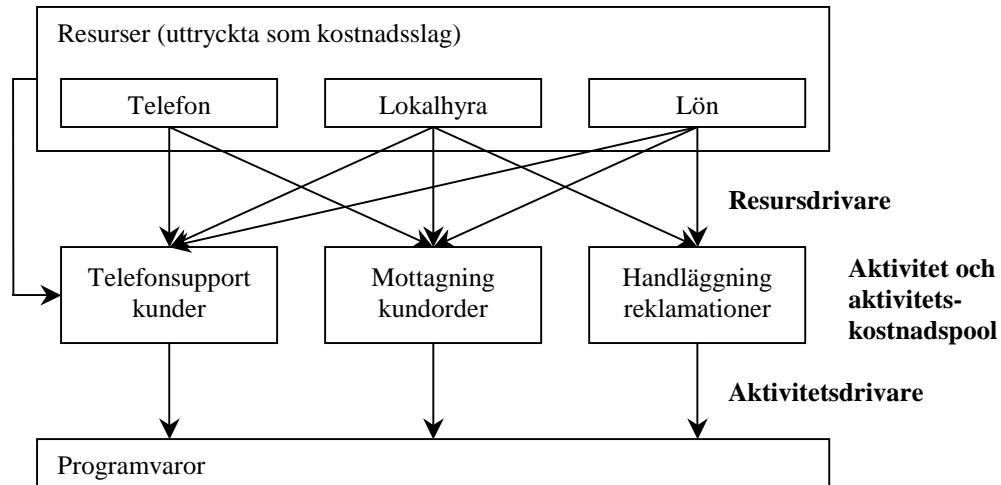 Resurser (uttryckta som kostnadsslag)
Telefon
Lokalhyra
Lön
Resursdrivare
Telefonsupport
kunder
Mottagning
kundorder
Handläggning
reklamationer
Aktivitet och
aktivitets-
kostnadspool
Aktivitetsdrivare
Programvaror